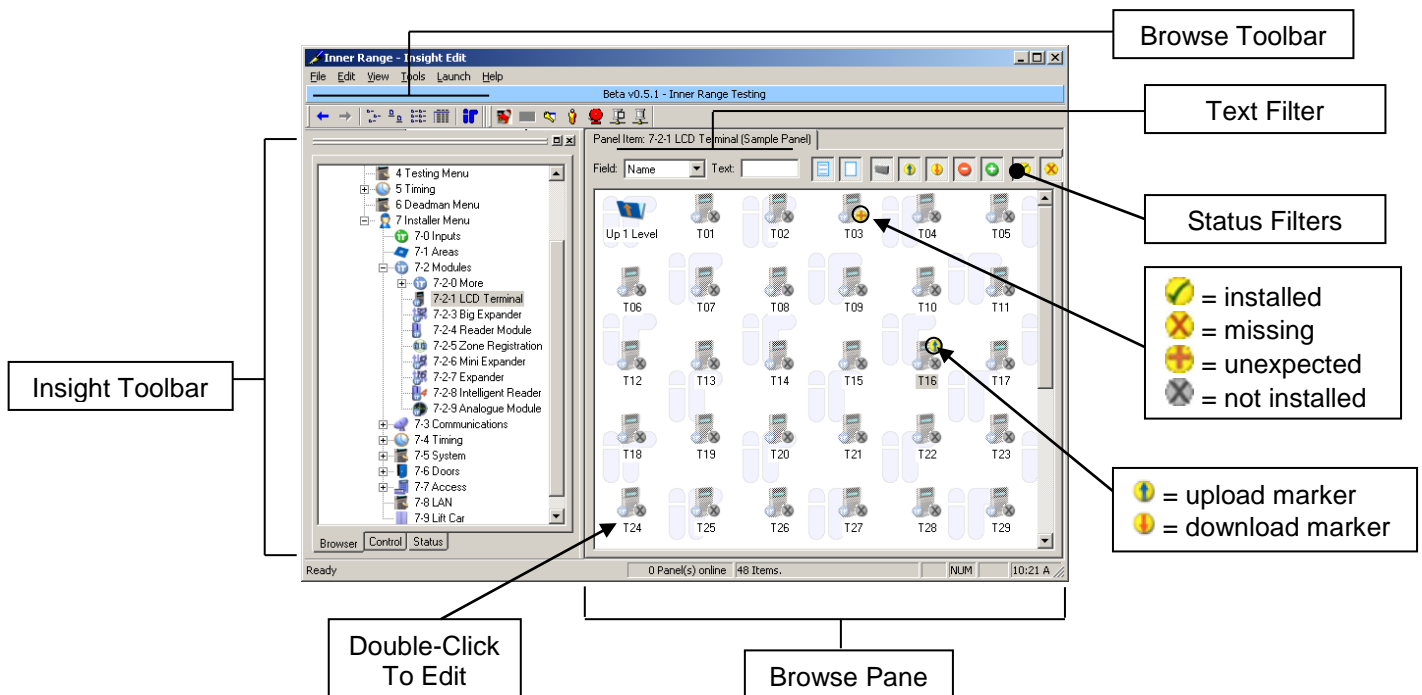 Browse Toolbar
Inner Range - Insight Edit
File Edit View Tools Launch Help
Beta v0.5.1 - Inner Range Testing
Text Filter
Panel Item: 7-2-1 LCD Terminal (Sample Panel)
Field: Name Text:
4 Testing Menu
5 Timing
6 Deadman Menu
7 Installer Menu
7-0 Inputs
7-1 Areas
7-2 Modules
7-2-0 More
7-2-1 LCD Terminal
7-2-3 Big Expander
7-2-4 Reader Module
7-2-5 Zone Registration
7-2-6 Mini Expander
7-2-7 Expander
7-2-8 Intelligent Reader
7-2-9 Analogue Module
7-3 Communications
7-4 Timing
7-5 System
7-6 Doors
7-7 Access
7-8 LAN
7-9 Lift Car
Browser Control Status
Up 1 Level T01 T02 T03 T04 T05
T06 T07 T08 T09 T10 T11
T12 T13 T14 T15 T16 T17
T18 T19 T20 T21 T22 T23
T24 T25 T26 T27 T28 T29
Ready 0 Panel(s) online 48 Items. NUM 10:21 A
Status Filters
= installed
= missing
= unexpected
= not installed
= upload marker
= download marker
Insight Toolbar
Double-Click
To Edit
Browse Pane